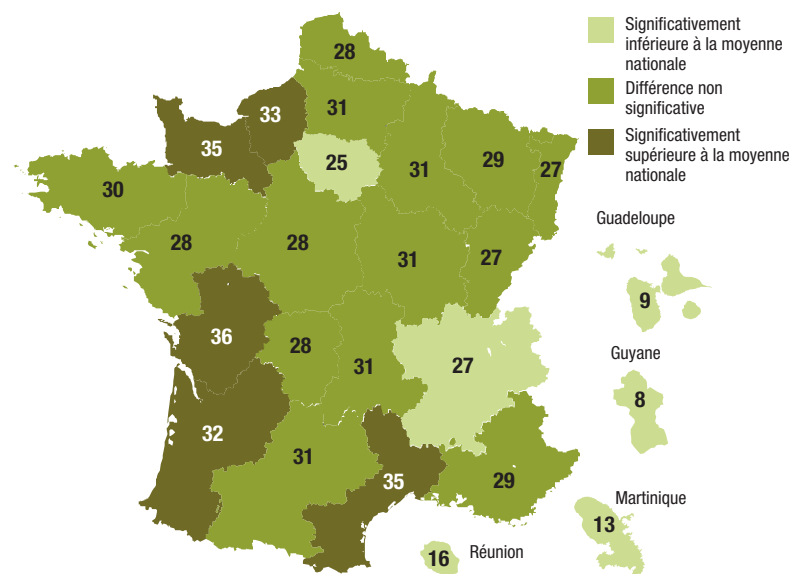 Significativement
inférieure à la moyenne
nationale
Différence non
significative
Significativement
supérieure à la moyenne
nationale
28
33
31
35
25
31
29
27
30
28
28
31
27
36
28
31
27
32
31
35
29
Guadeloupe
9
Guyane
8
Martinique
13
Réunion
16